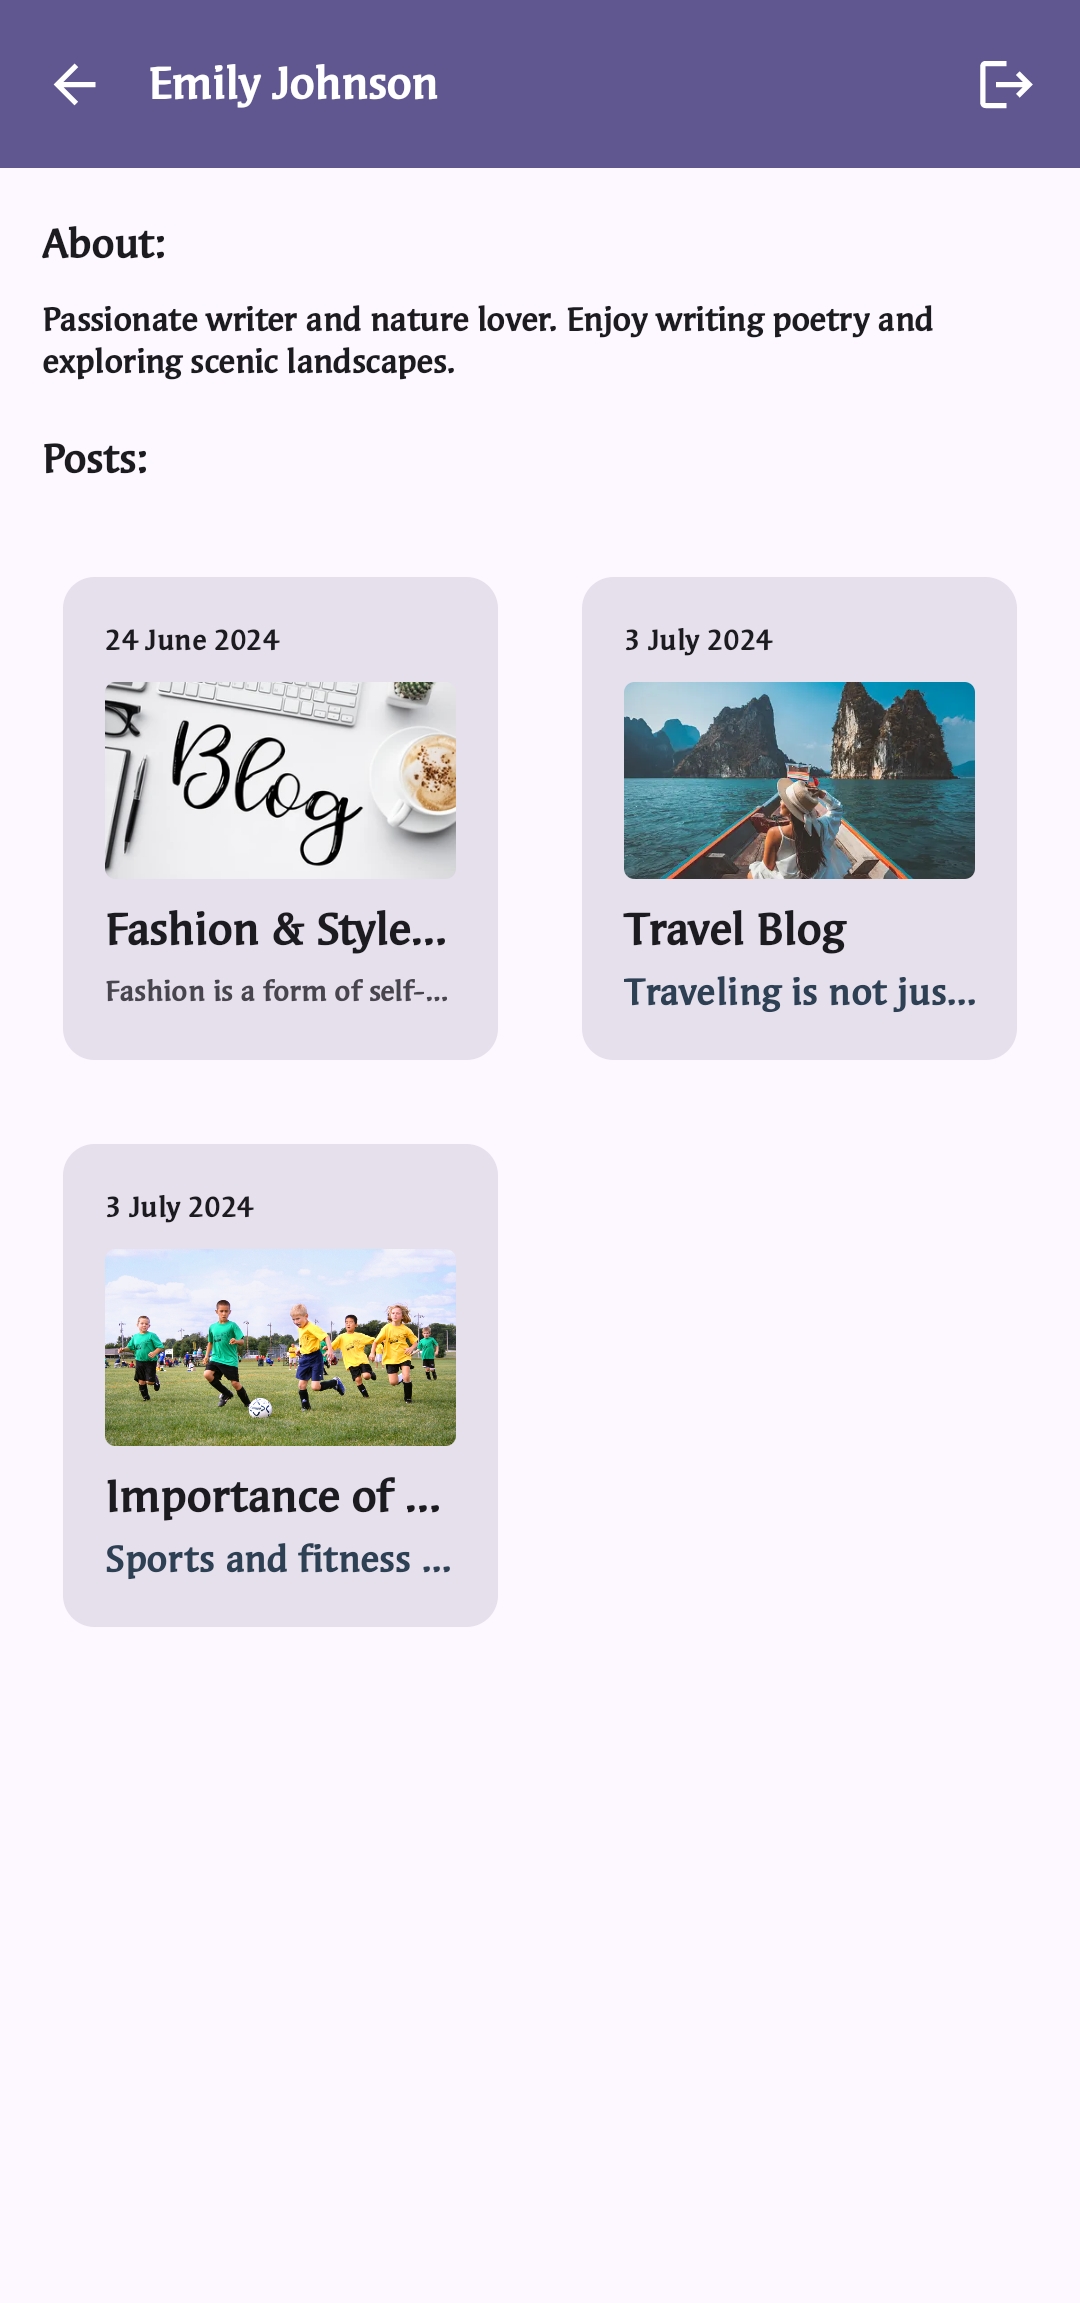 Emily Johnson
About:
Passionate writer and nature lover. Enjoy writing poetry and
exploring scenic landscapes.
Posts:
24 June 2024
Blog
Fashion & Style...
Fashion is a form of self-...
3 July 2024
Travel Blog
Traveling is not jus...
3 July 2024
Importance of ...
Sports and fitness ...